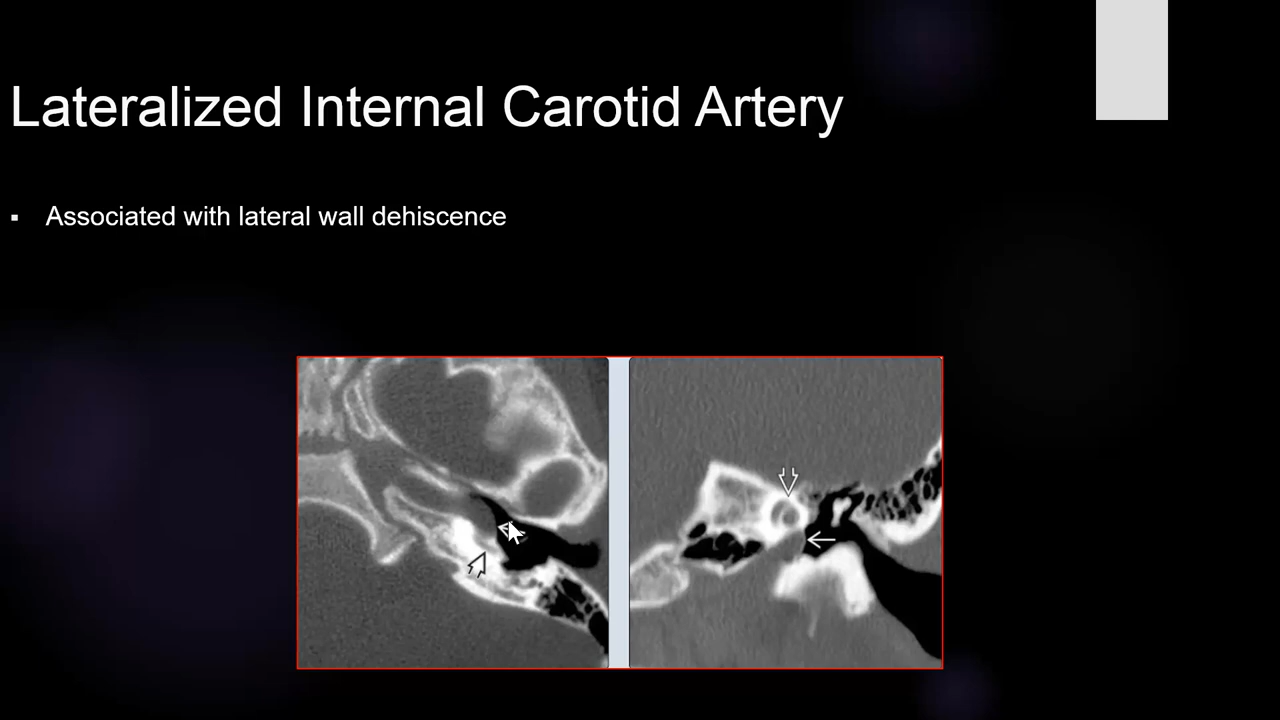 Lateralized Internal Carotid Artery
▪ Associated with lateral wall dehiscence